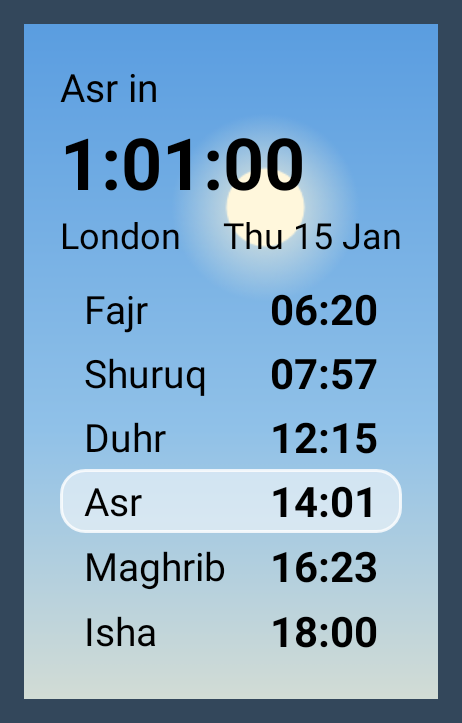 Asr in
1:01:00
London Thu 15 Jan
Fajr 06:20
Shuruq 07:57
Duhr 12:15
Asr 14:01
Maghrib 16:23
Isha 18:00